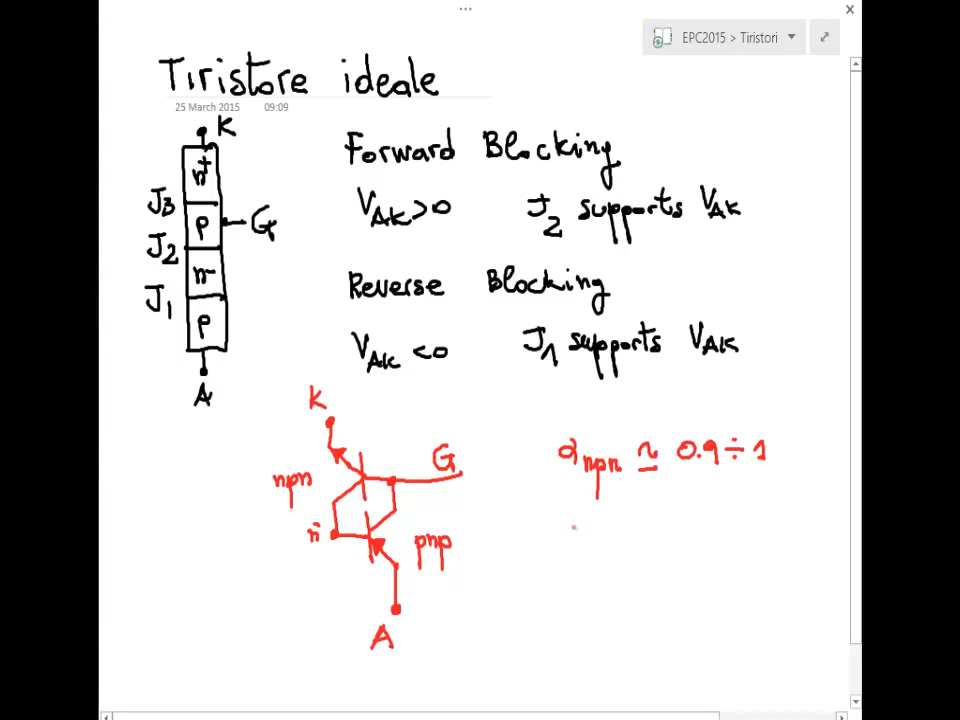 EPC2015 > Tiristori
Tiristore ideale
25 March 2015 09:09
K
n+
J3
p
G
J2
n-
J1
p
A
Forward Blocking
VAK>0 J2 supports VAK
Reverse Blocking
VAK<0 J1 supports VAK
K
G
npn
n-
pnp
A
αnpn ≃ 0.9÷1